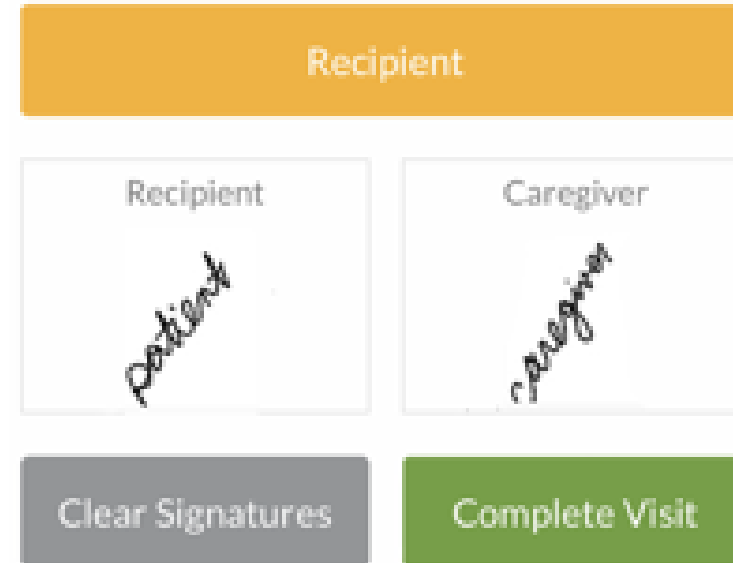 Recipient
Recipient Caregiver
patient caregiver
Clear Signatures Complete Visit